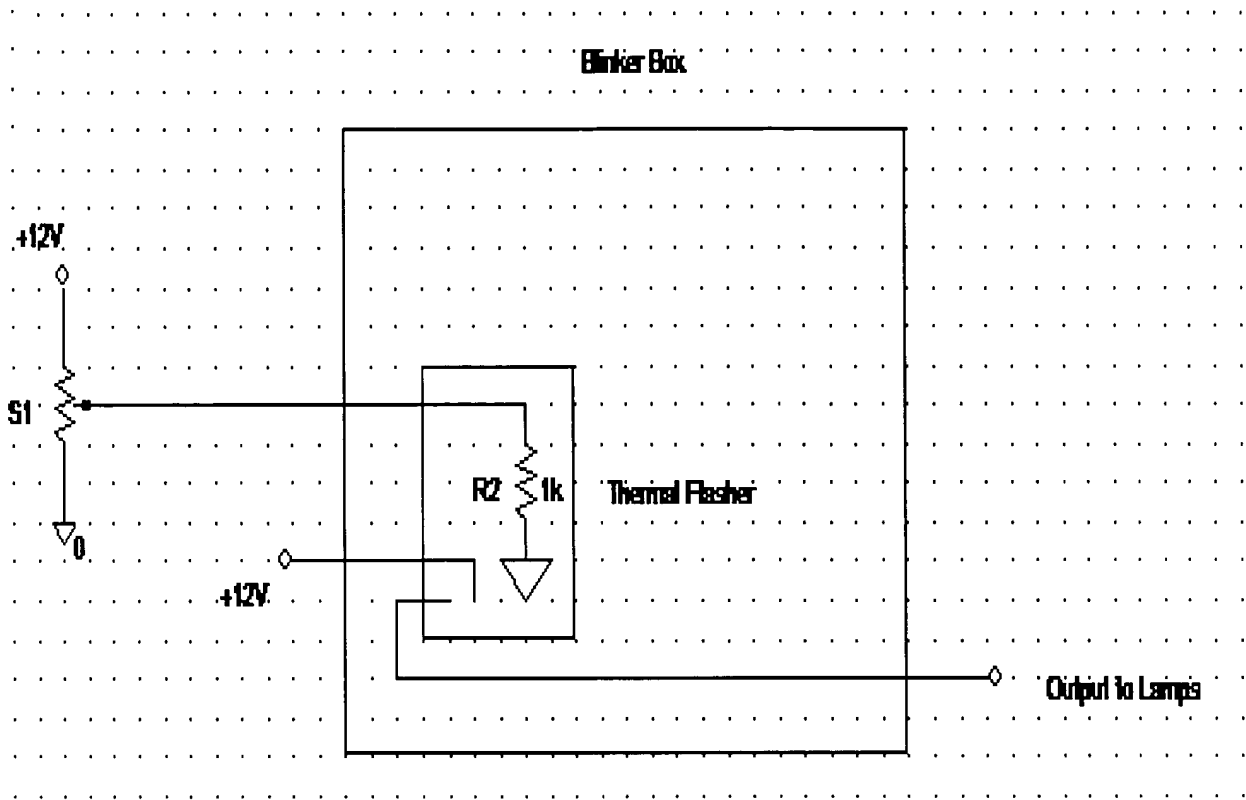 Blinker Box
+12V
S1
R2 1k
Thermal Flasher
0
+12V
Output to Lamps